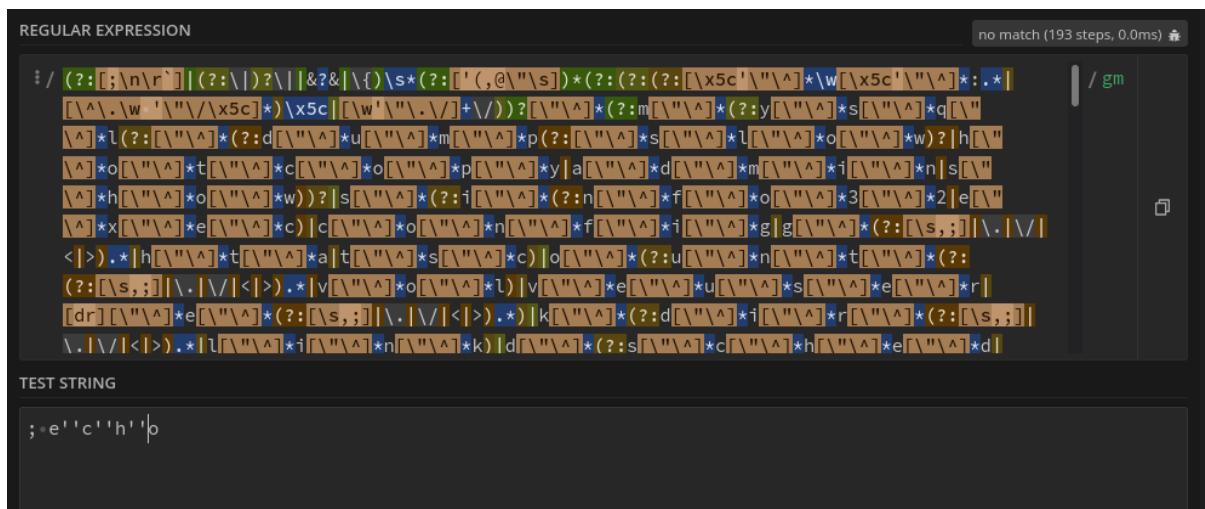 REGULAR EXPRESSION
no match (193 steps, 0.0ms)
/ (?:[;\n\r`]|(?:\|)?\||&?&|\{)\s*(?:['(,@\"\s])*(?:(?:(?:[\x5c'\"\^]*\w[\x5c'\"\^]*:.*| / gm
[\^\.\w '\"\/\x5c]*)\x5c|[\w'\"\.\/]+\/))?[\"\^]*(?:m[\"\^]*(?:y[\"\^]*s[\"\^]*q[\"
\^]*l(?:[\"\^]*(?:d[\"\^]*u[\"\^]*m[\"\^]*p(?:[\"\^]*s[\"\^]*l[\"\^]*o[\"\^]*w)?|h[\"
\^]*o[\"\^]*t[\"\^]*c[\"\^]*o[\"\^]*p[\"\^]*y|a[\"\^]*d[\"\^]*m[\"\^]*i[\"\^]*n|s[\"
\^]*h[\"\^]*o[\"\^]*w))?|s[\"\^]*(?:i[\"\^]*(?:n[\"\^]*f[\"\^]*o[\"\^]*3[\"\^]*2|e[\"
\^]*x[\"\^]*e[\"\^]*c)|c[\"\^]*o[\"\^]*n[\"\^]*f[\"\^]*i[\"\^]*g|g[\"\^]*(?:[\s,;]|\.|\/|
<|>).*|h[\"\^]*t[\"\^]*a|t[\"\^]*s[\"\^]*c)|o[\"\^]*(?:u[\"\^]*n[\"\^]*t[\"\^]*(?:
(?:[\s,;]|\.|\/|<|>).*|v[\"\^]*o[\"\^]*l)|v[\"\^]*e[\"\^]*u[\"\^]*s[\"\^]*e[\"\^]*r|
[dr][\"\^]*e[\"\^]*(?:[\s,;]|\.|\/|<|>).*)|k[\"\^]*(?:d[\"\^]*i[\"\^]*r[\"\^]*(?:[\s,;]|
\.|\/|<|>).*|l[\"\^]*i[\"\^]*n[\"\^]*k)|d[\"\^]*(?:s[\"\^]*c[\"\^]*h[\"\^]*e[\"\^]*d|
TEST STRING
; e''c''h''o